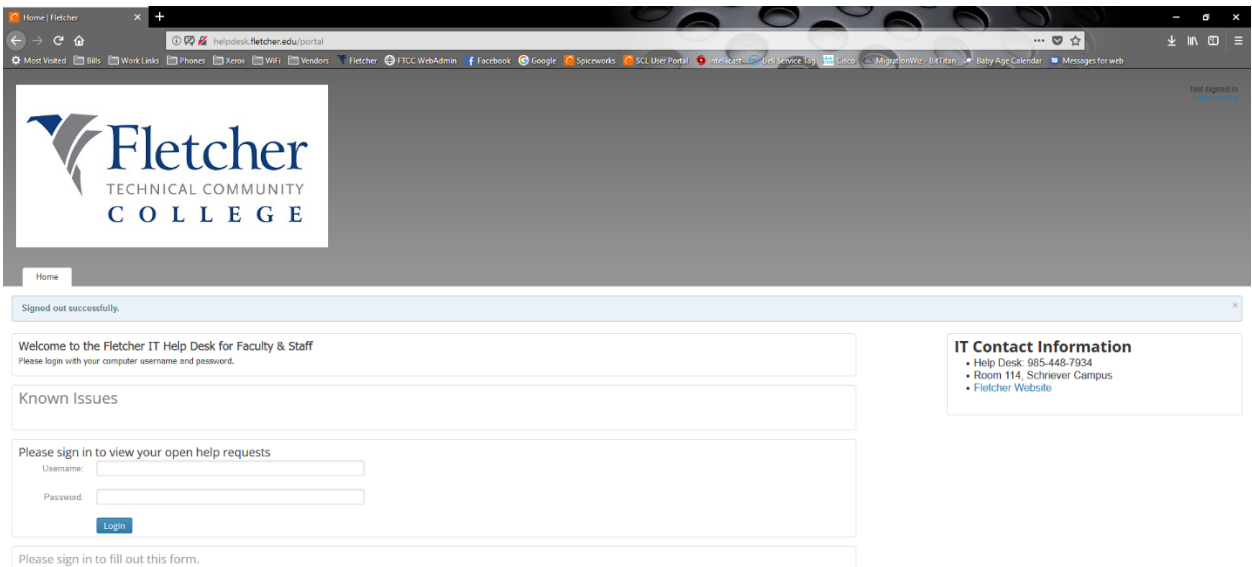 Home | Fletcher
helpdesk.fletcher.edu/portal
Most Visited Bills Work Links Phones Xerox WiFi Vendors Fletcher FTCC WebAdmin Facebook Google Spiceworks SCL User Portal Intellicast Dell Service Tag Cisco MigrationWiz - BitTitan Baby Age Calendar Messages for web
Not signed in
Fletcher
TECHNICAL COMMUNITY
COLLEGE
Home
Signed out successfully.
Welcome to the Fletcher IT Help Desk for Faculty & Staff
Please login with your computer username and password.
Known Issues
Please sign in to view your open help requests
Username:
Password:
Login
Please sign in to fill out this form.
IT Contact Information
Help Desk: 985-448-7934
Room 114, Schriever Campus
Fletcher Website